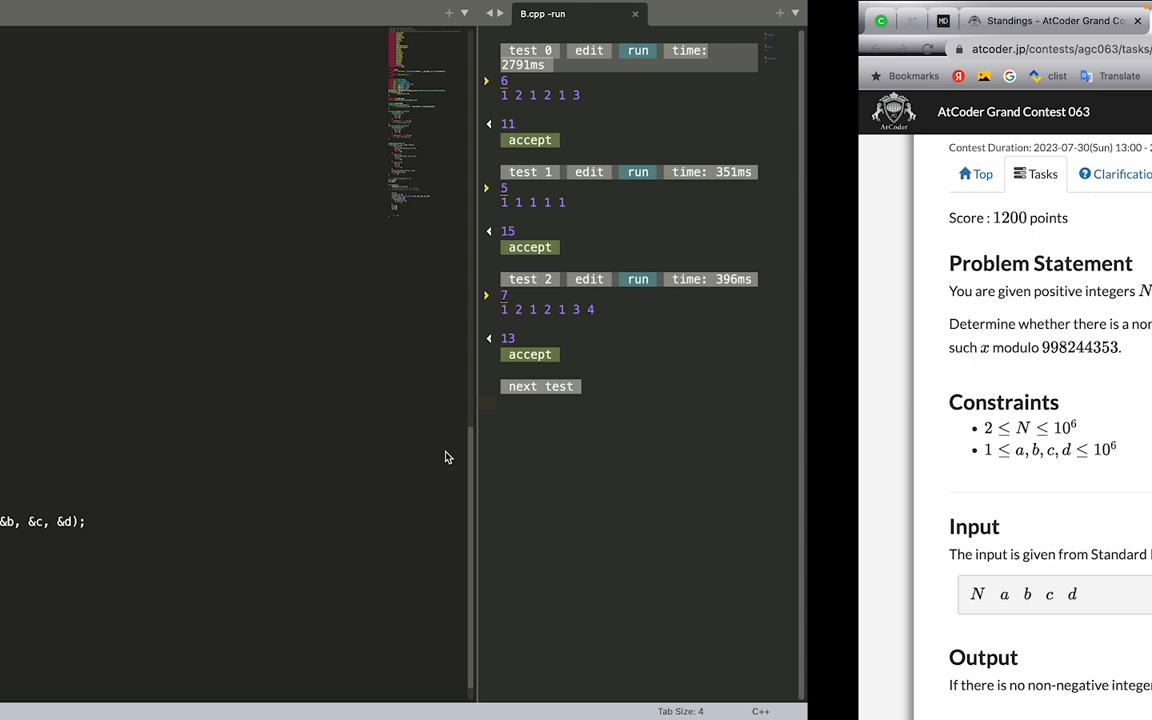 B.cpp -run
test 0 edit run time:
2791ms
6
1 2 1 2 1 3
11
accept
test 1 edit run time: 351ms
5
1 1 1 1 1
15
accept
test 2 edit run time: 396ms
7
1 2 1 2 1 3 4
13
accept
next test
&b, &c, &d);
Tab Size: 4 C++
MD Standings – AtCoder Grand Co
atcoder.jp/contests/agc063/tasks/
Bookmarks clist Translate
AtCoder Grand Contest 063
Contest Duration: 2023-07-30(Sun) 13:00 -
Top Tasks Clarificatio
Score : 1200 points
Problem Statement
You are given positive integers N
Determine whether there is a nor
such x modulo 998244353.
Constraints
• 2 ≤ N ≤ 10⁶
• 1 ≤ a, b, c, d ≤ 10⁶
Input
The input is given from Standard
N a b c d
Output
If there is no non-negative intege